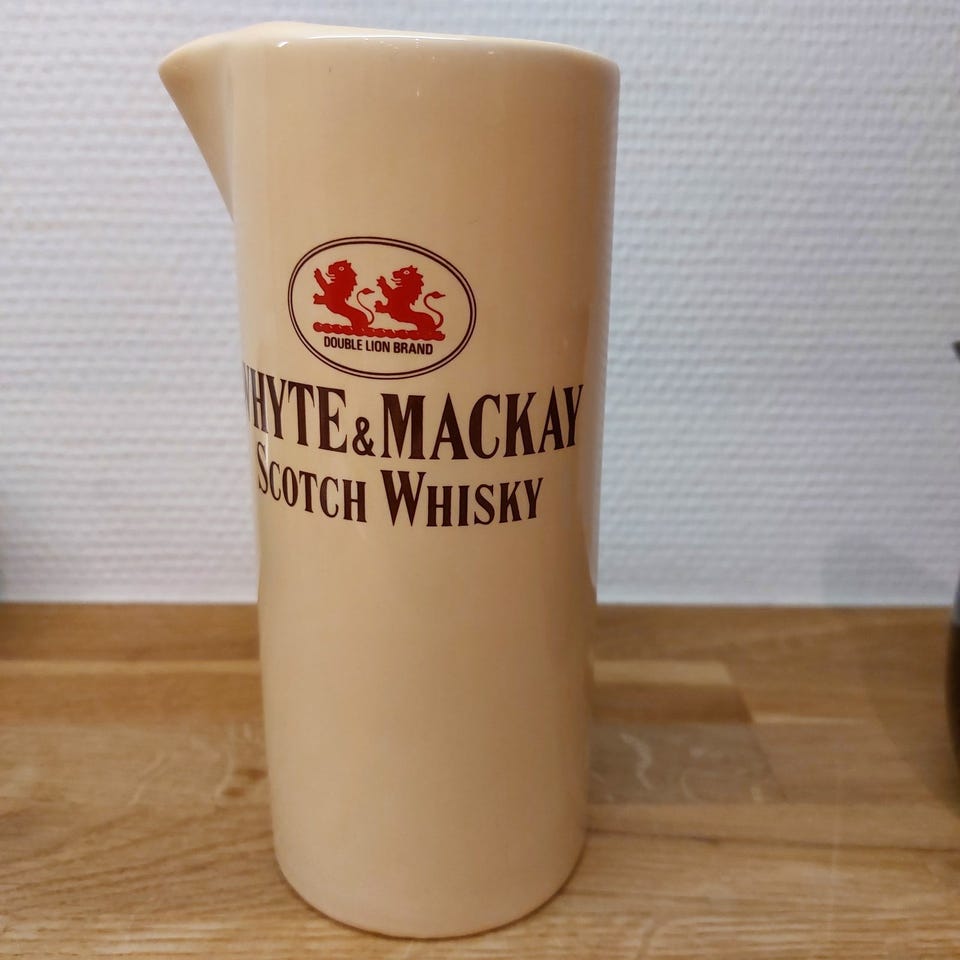 DOUBLE LION BRAND
WHYTE & MACKAY
SCOTCH WHISKY